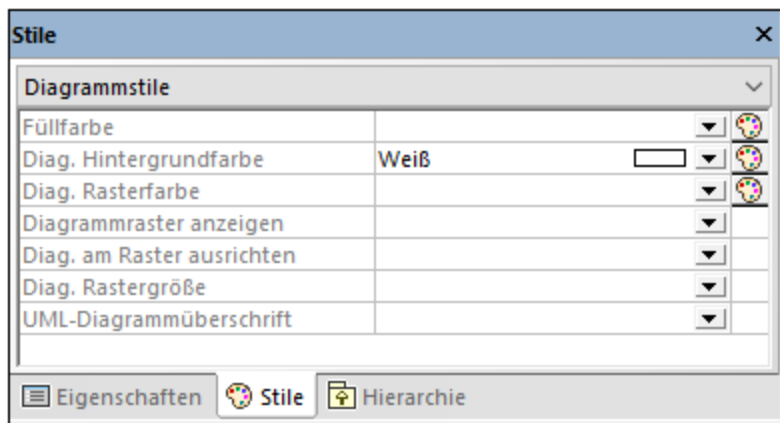 Stile
Diagrammstile
Füllfarbe
Diag. Hintergrundfarbe Weiß
Diag. Rasterfarbe
Diagrammraster anzeigen
Diag. am Raster ausrichten
Diag. Rastergröße
UML-Diagrammüberschrift
Eigenschaften Stile Hierarchie